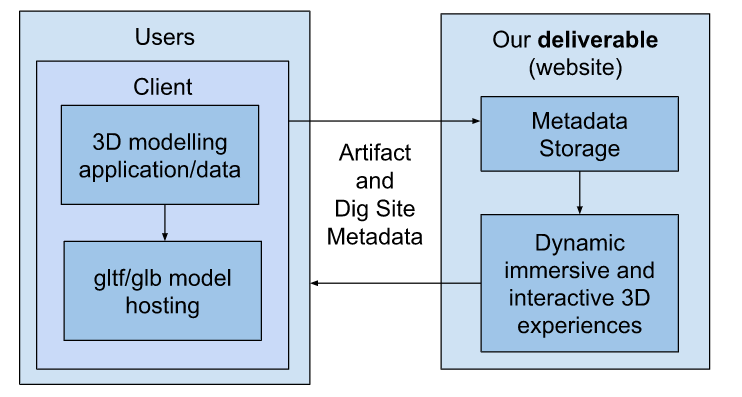 Users
Client
3D modelling
application/data
gltf/glb model
hosting
Artifact
and
Dig Site
Metadata
Our deliverable
(website)
Metadata
Storage
Dynamic
immersive and
interactive 3D
experiences